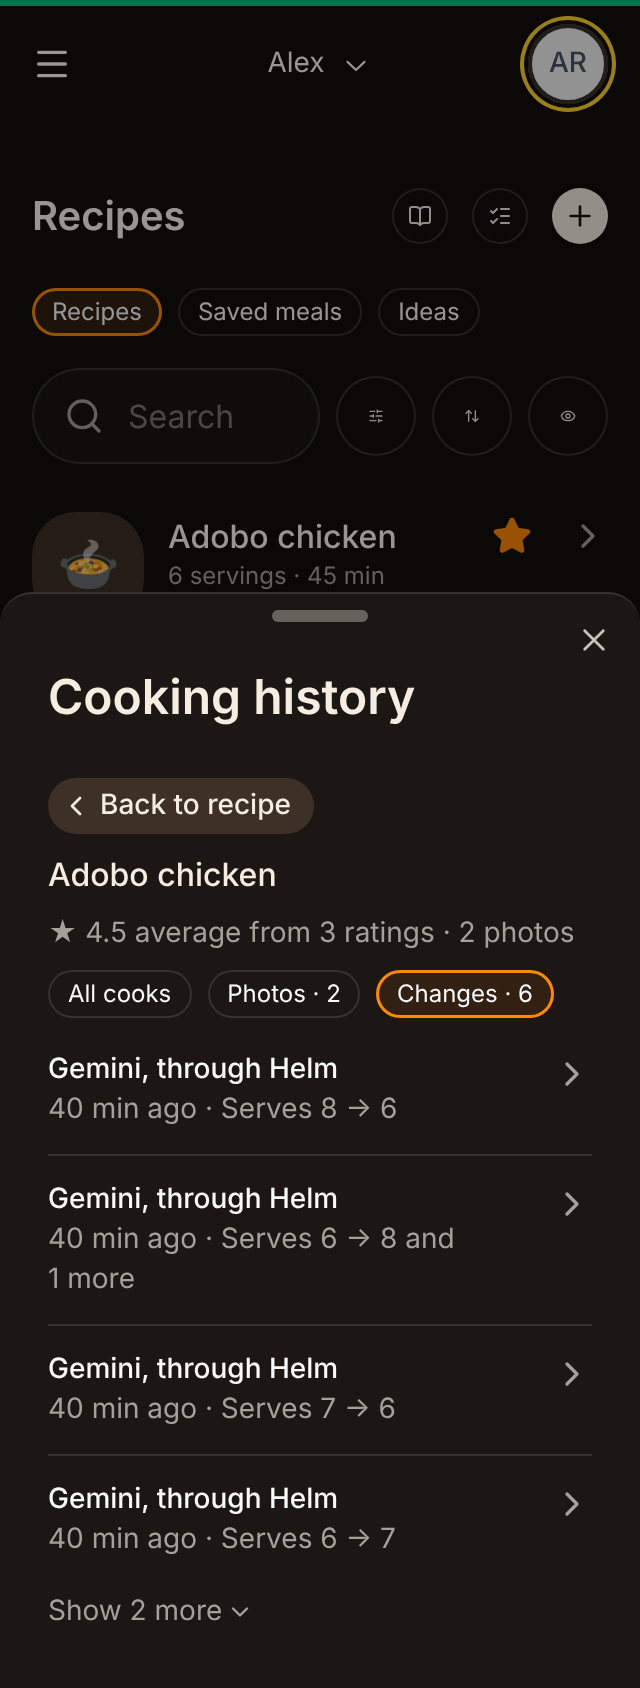 Alex
AR
Recipes
Recipes
Saved meals
Ideas
Search
Adobo chicken
6 servings · 45 min
Cooking history
Back to recipe
Adobo chicken
★ 4.5 average from 3 ratings · 2 photos
All cooks
Photos · 2
Changes · 6
Gemini, through Helm
40 min ago · Serves 8 → 6
Gemini, through Helm
40 min ago · Serves 6 → 8 and
1 more
Gemini, through Helm
40 min ago · Serves 7 → 6
Gemini, through Helm
40 min ago · Serves 6 → 7
Show 2 more